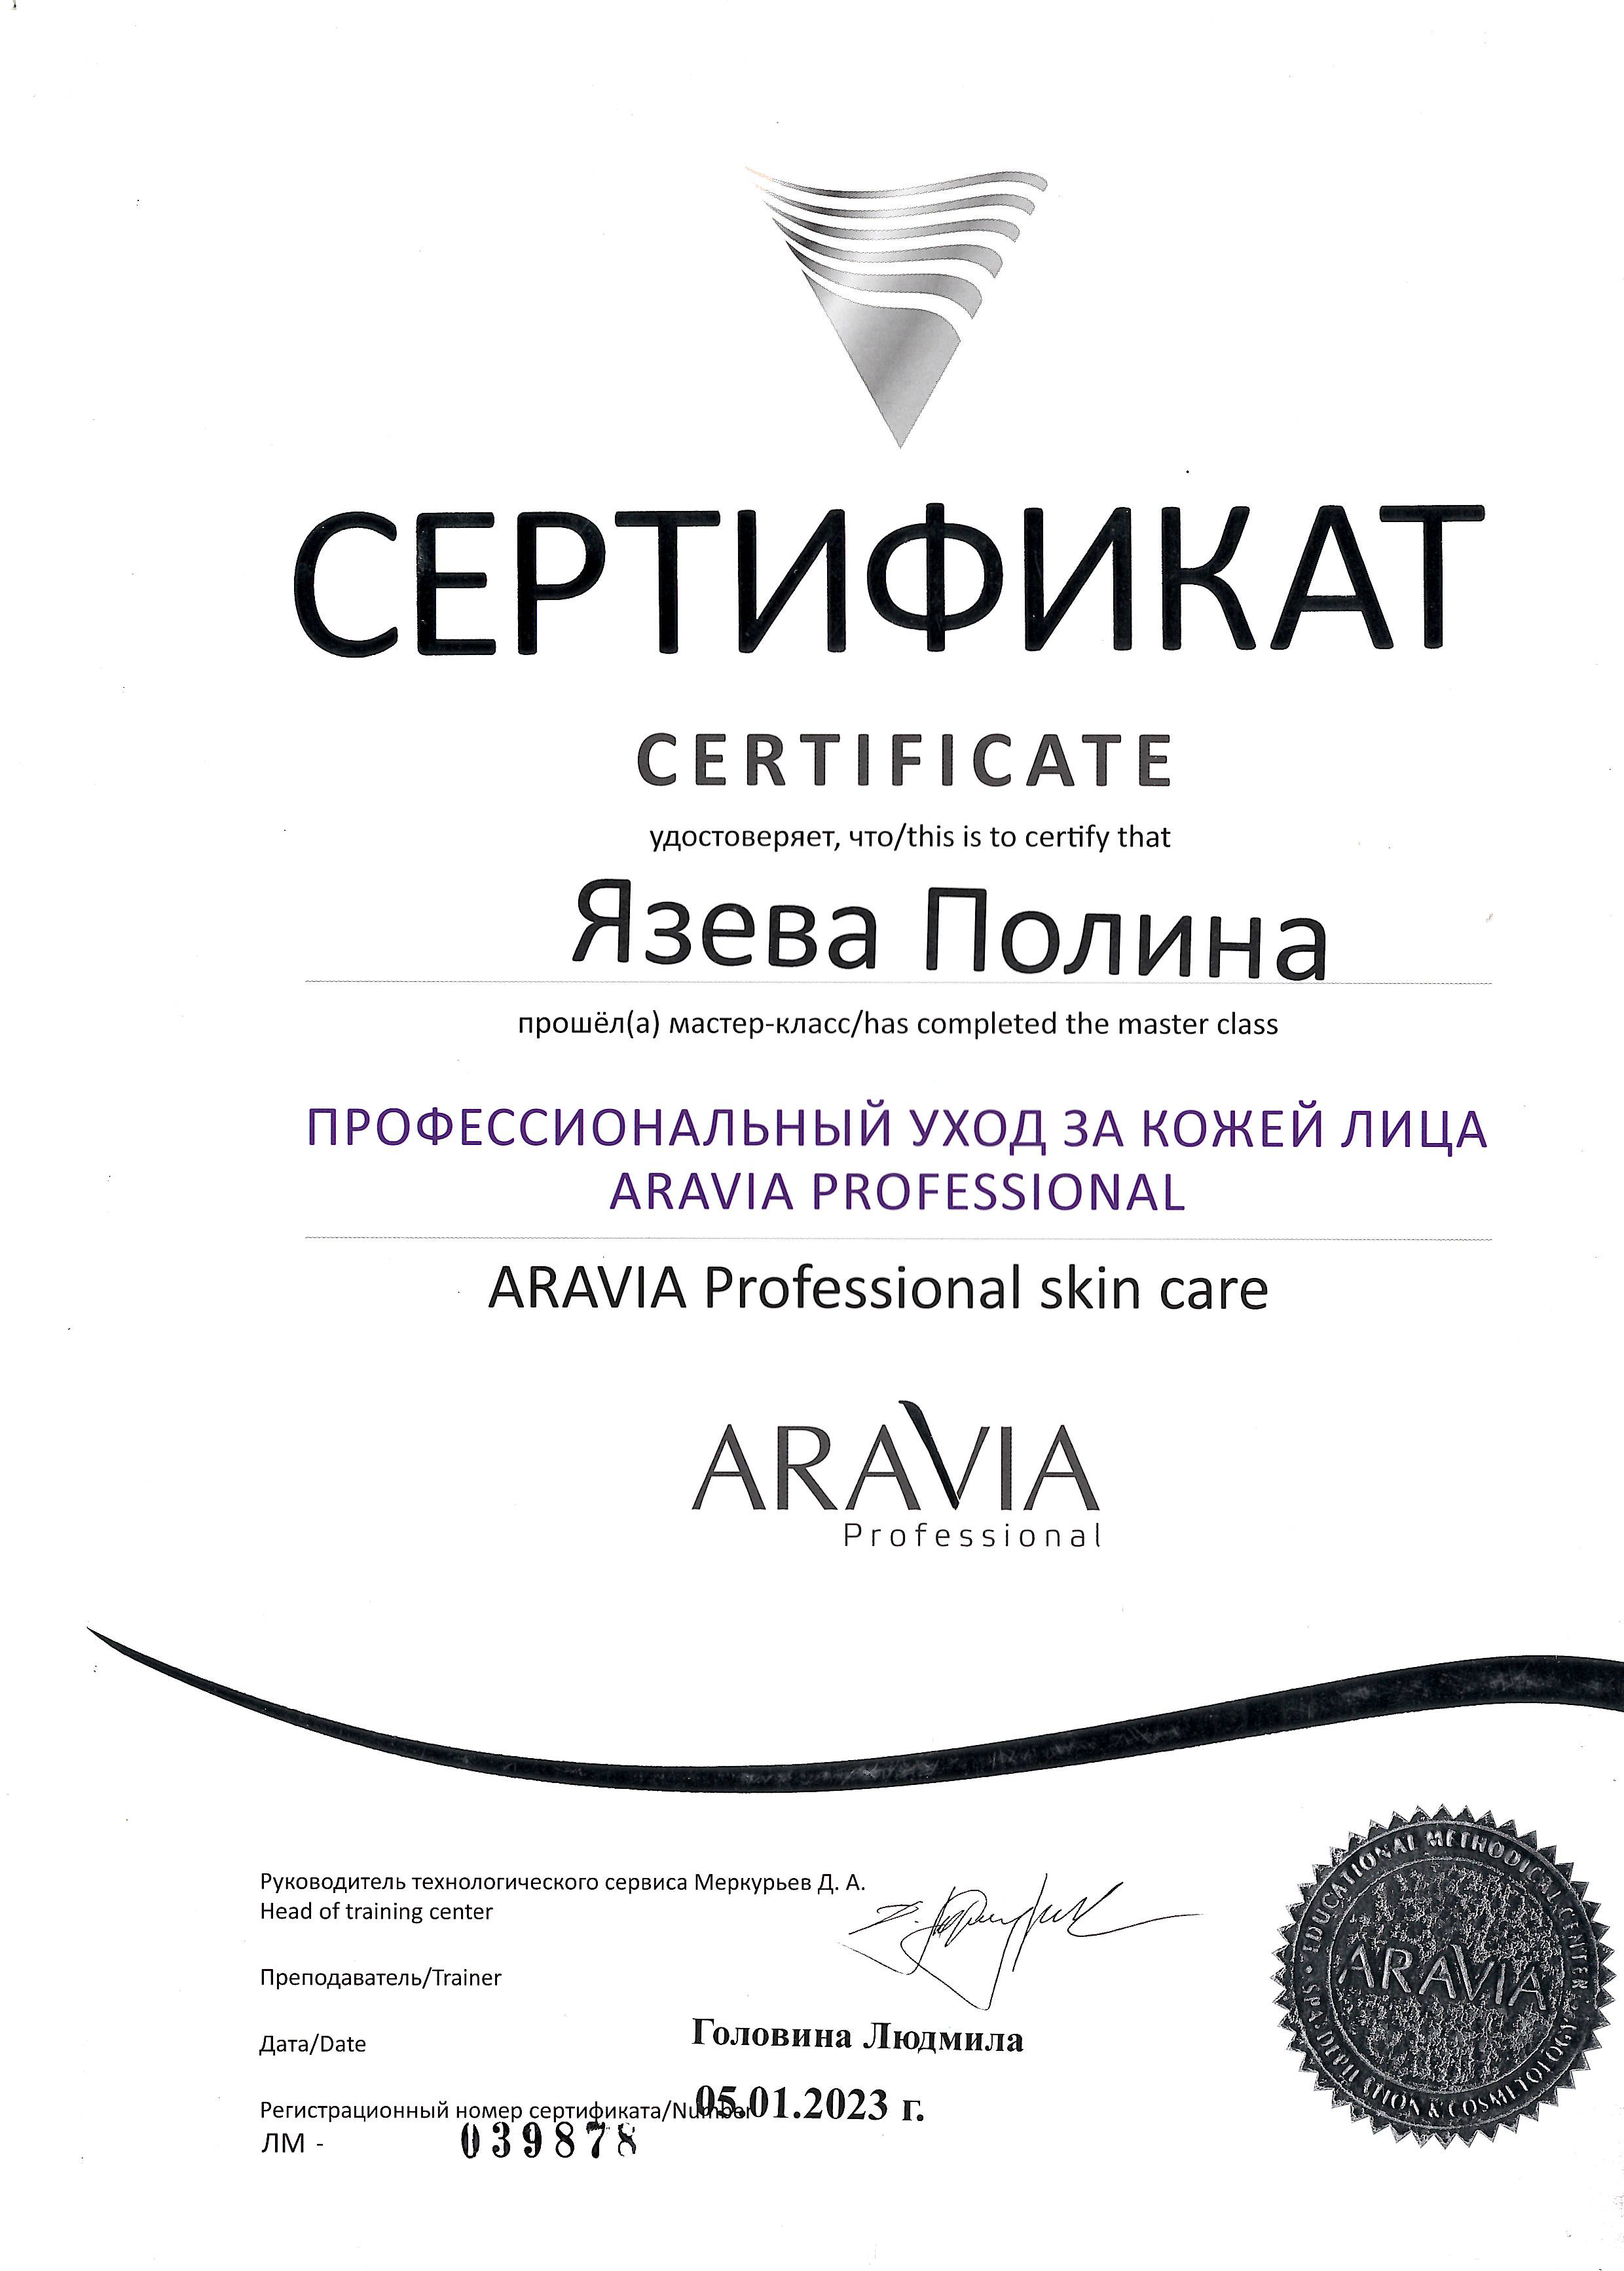 СЕРТИФИКАТ
CERTIFICATE
удостоверяет, что/this is to certify that
Язева Полина
прошёл(а) мастер-класс/has completed the master class
ПРОФЕССИОНАЛЬНЫЙ УХОД ЗА КОЖЕЙ ЛИЦА
ARAVIA PROFESSIONAL
ARAVIA Professional skin care
ARAVIA
Professional
Руководитель технологического сервиса Меркурьев Д. А.
Head of training center
Преподаватель/Trainer
Головина Людмила
Дата/Date
05.01.2023 г.
Регистрационный номер сертификата/Number
ЛМ - 039878
EDUCATIONAL METHODICAL CENTER
ARAVIA
SPA • DEPILATION & COSMETOLOGY